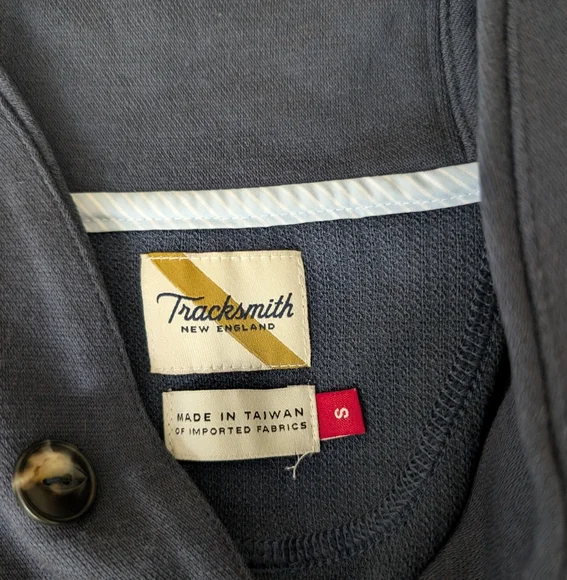 Tracksmith
NEW ENGLAND
MADE IN TAIWAN
OF IMPORTED FABRICS
S